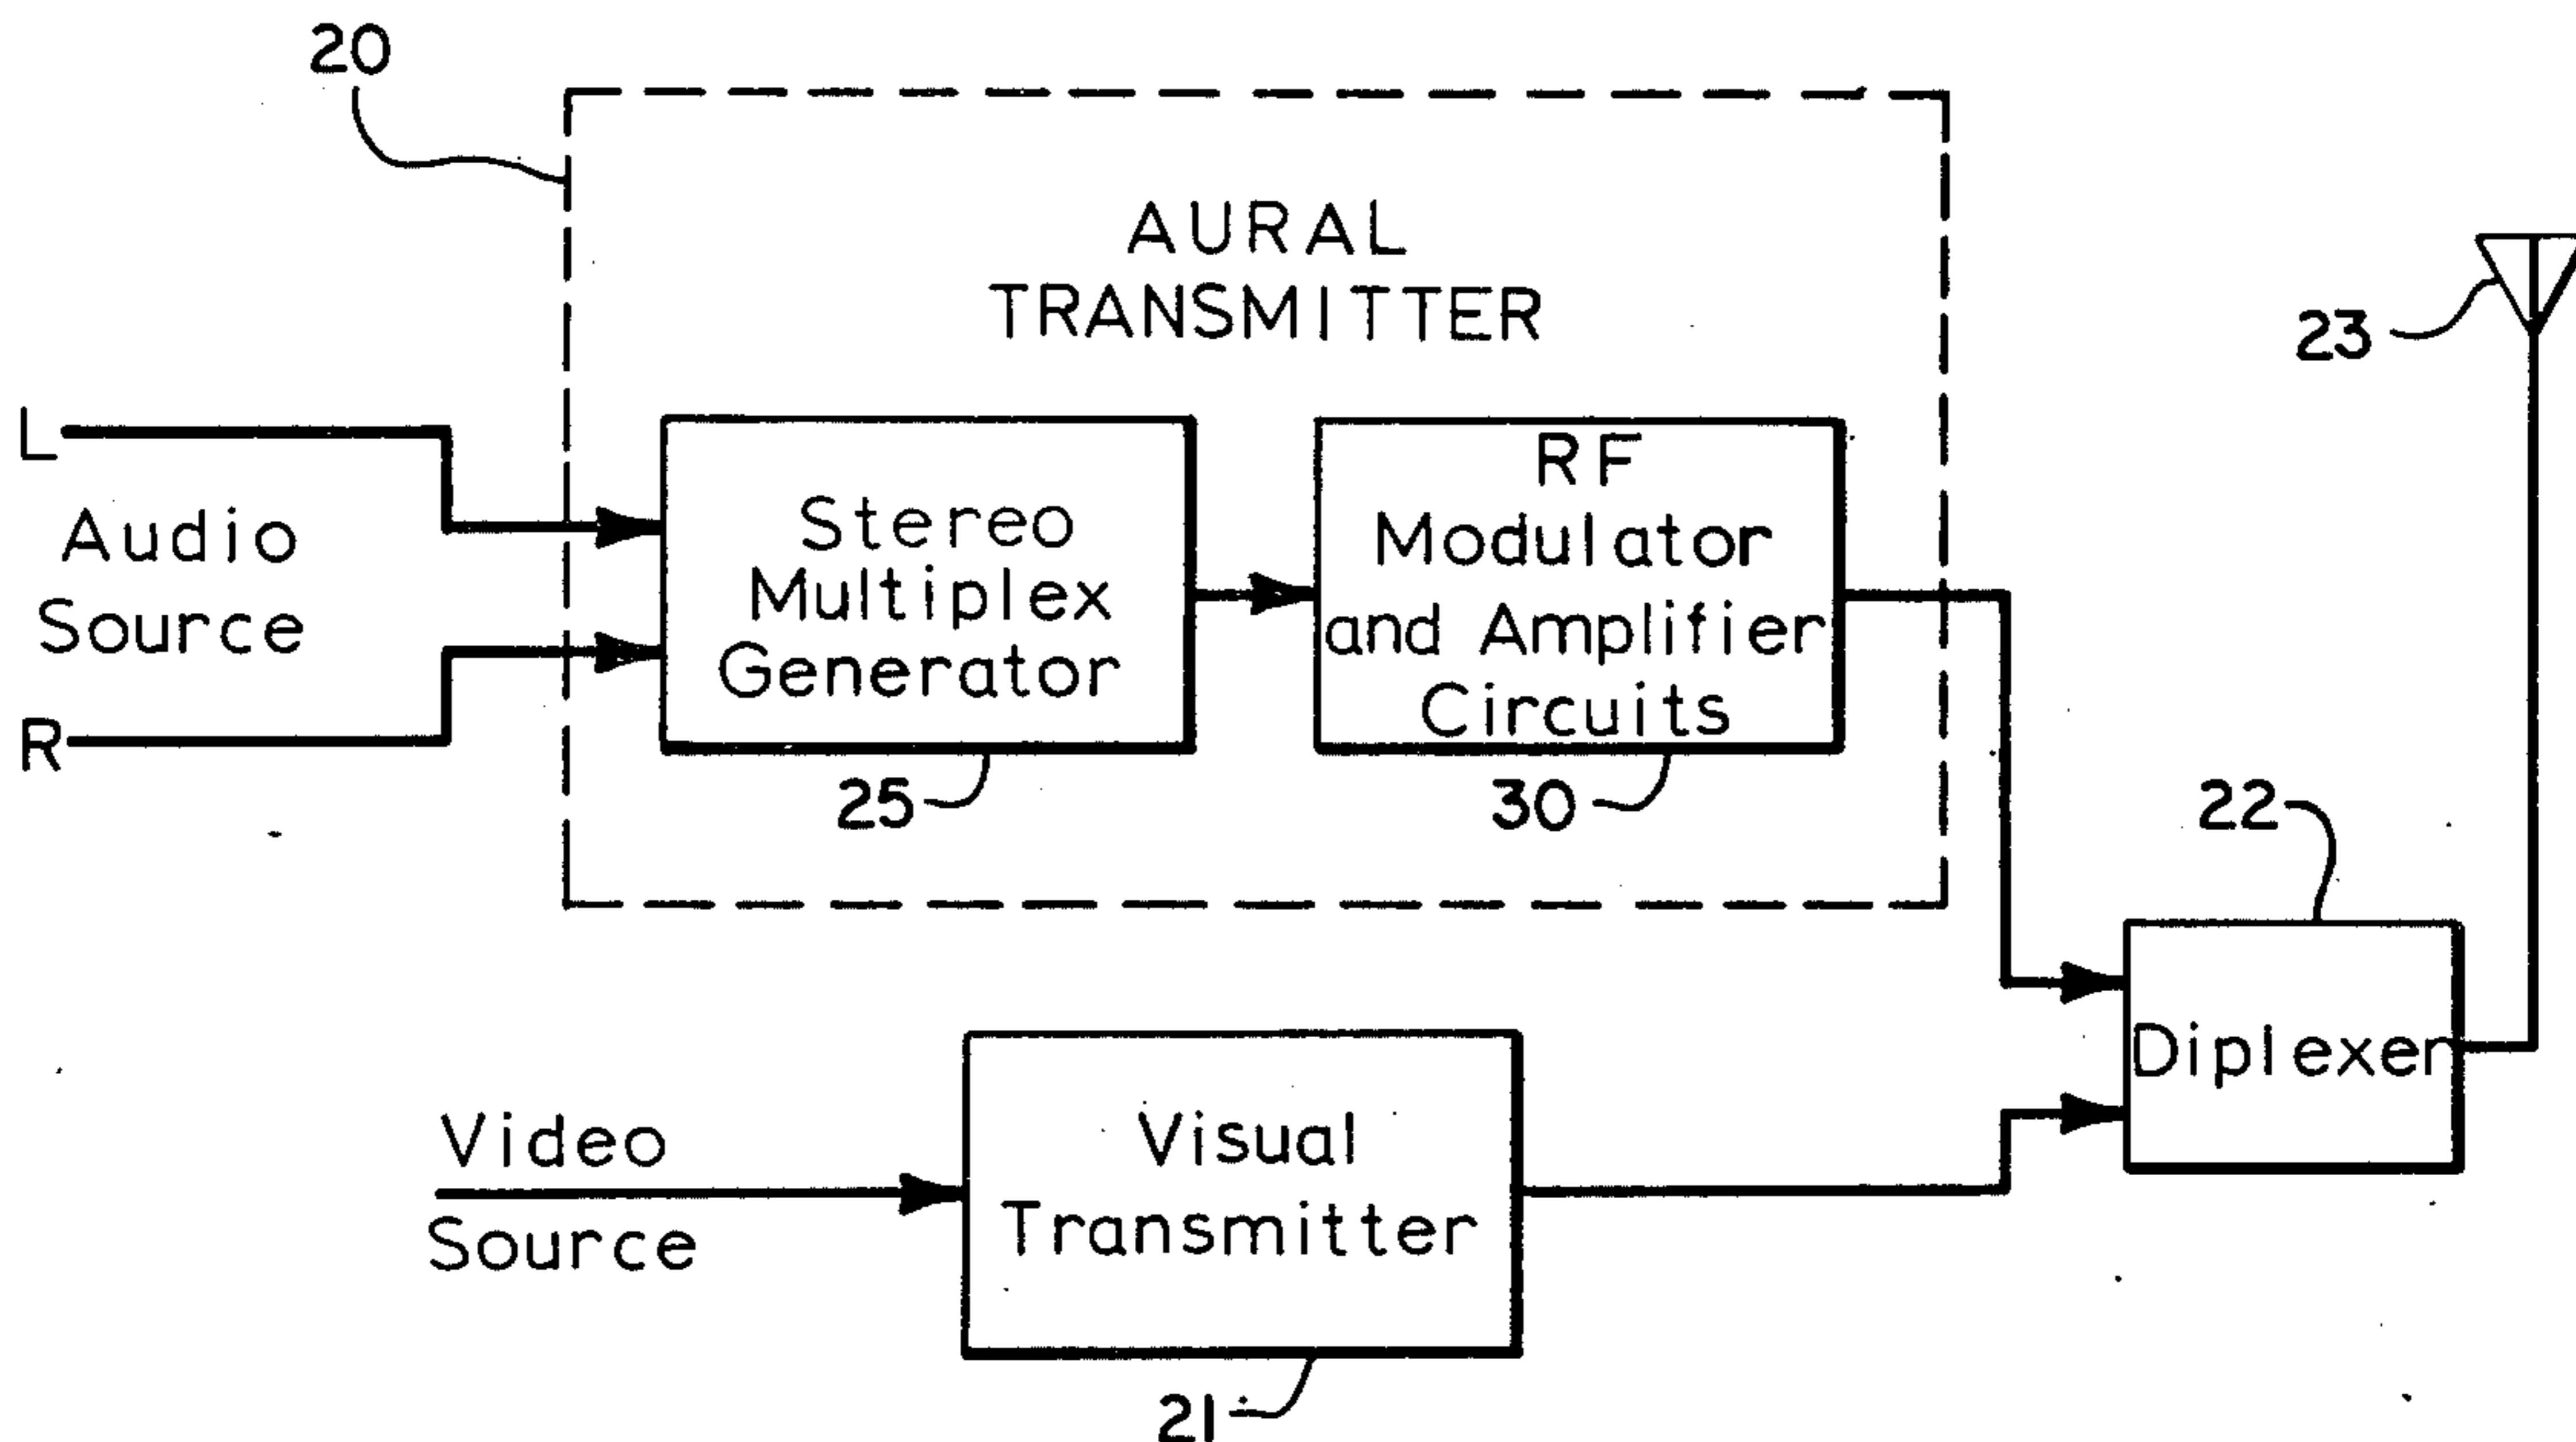 20
AURAL
TRANSMITTER
23
L
Audio
Source
R
Stereo
Multiplex
Generator
25
RF
Modulator
and Amplifier
Circuits
30
22
Diplexer
Video
Source
Visual
Transmitter
21